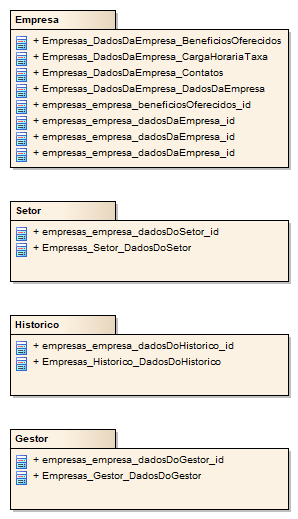 Empresa
+ Empresas_DadosDaEmpresa_BeneficiosOferecidos
+ Empresas_DadosDaEmpresa_CargaHorariaTaxa
+ Empresas_DadosDaEmpresa_Contatos
+ Empresas_DadosDaEmpresa_DadosDaEmpresa
+ empresas_empresa_beneficiosOferecidos_id
+ empresas_empresa_dadosDaEmpresa_id
+ empresas_empresa_dadosDaEmpresa_id
+ empresas_empresa_dadosDaEmpresa_id
Setor
+ empresas_empresa_dadosDoSetor_id
+ Empresas_Setor_DadosDoSetor
Historico
+ empresas_empresa_dadosDoHistorico_id
+ Empresas_Historico_DadosDoHistorico
Gestor
+ empresas_empresa_dadosDoGestor_id
+ Empresas_Gestor_DadosDoGestor